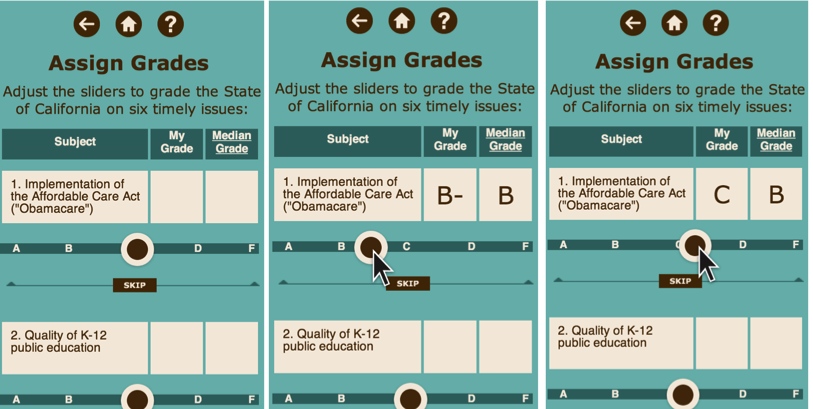 ?
Assign Grades
Adjust the sliders to grade the State
of California on six timely issues:
Subject
My
Grade
Median
Grade
1. Implementation of
the Affordable Care Act
("Obamacare")
A B D F
SKIP
2. Quality of K-12
public education
A B D F
?
Assign Grades
Adjust the sliders to grade the State
of California on six timely issues:
Subject
My
Grade
Median
Grade
1. Implementation of
the Affordable Care Act
("Obamacare")
B-
B
A B C D F
SKIP
2. Quality of K-12
public education
A B D F
?
Assign Grades
Adjust the sliders to grade the State
of California on six timely issues:
Subject
My
Grade
Median
Grade
1. Implementation of
the Affordable Care Act
("Obamacare")
C
B
A B C D F
SKIP
2. Quality of K-12
public education
A B D F